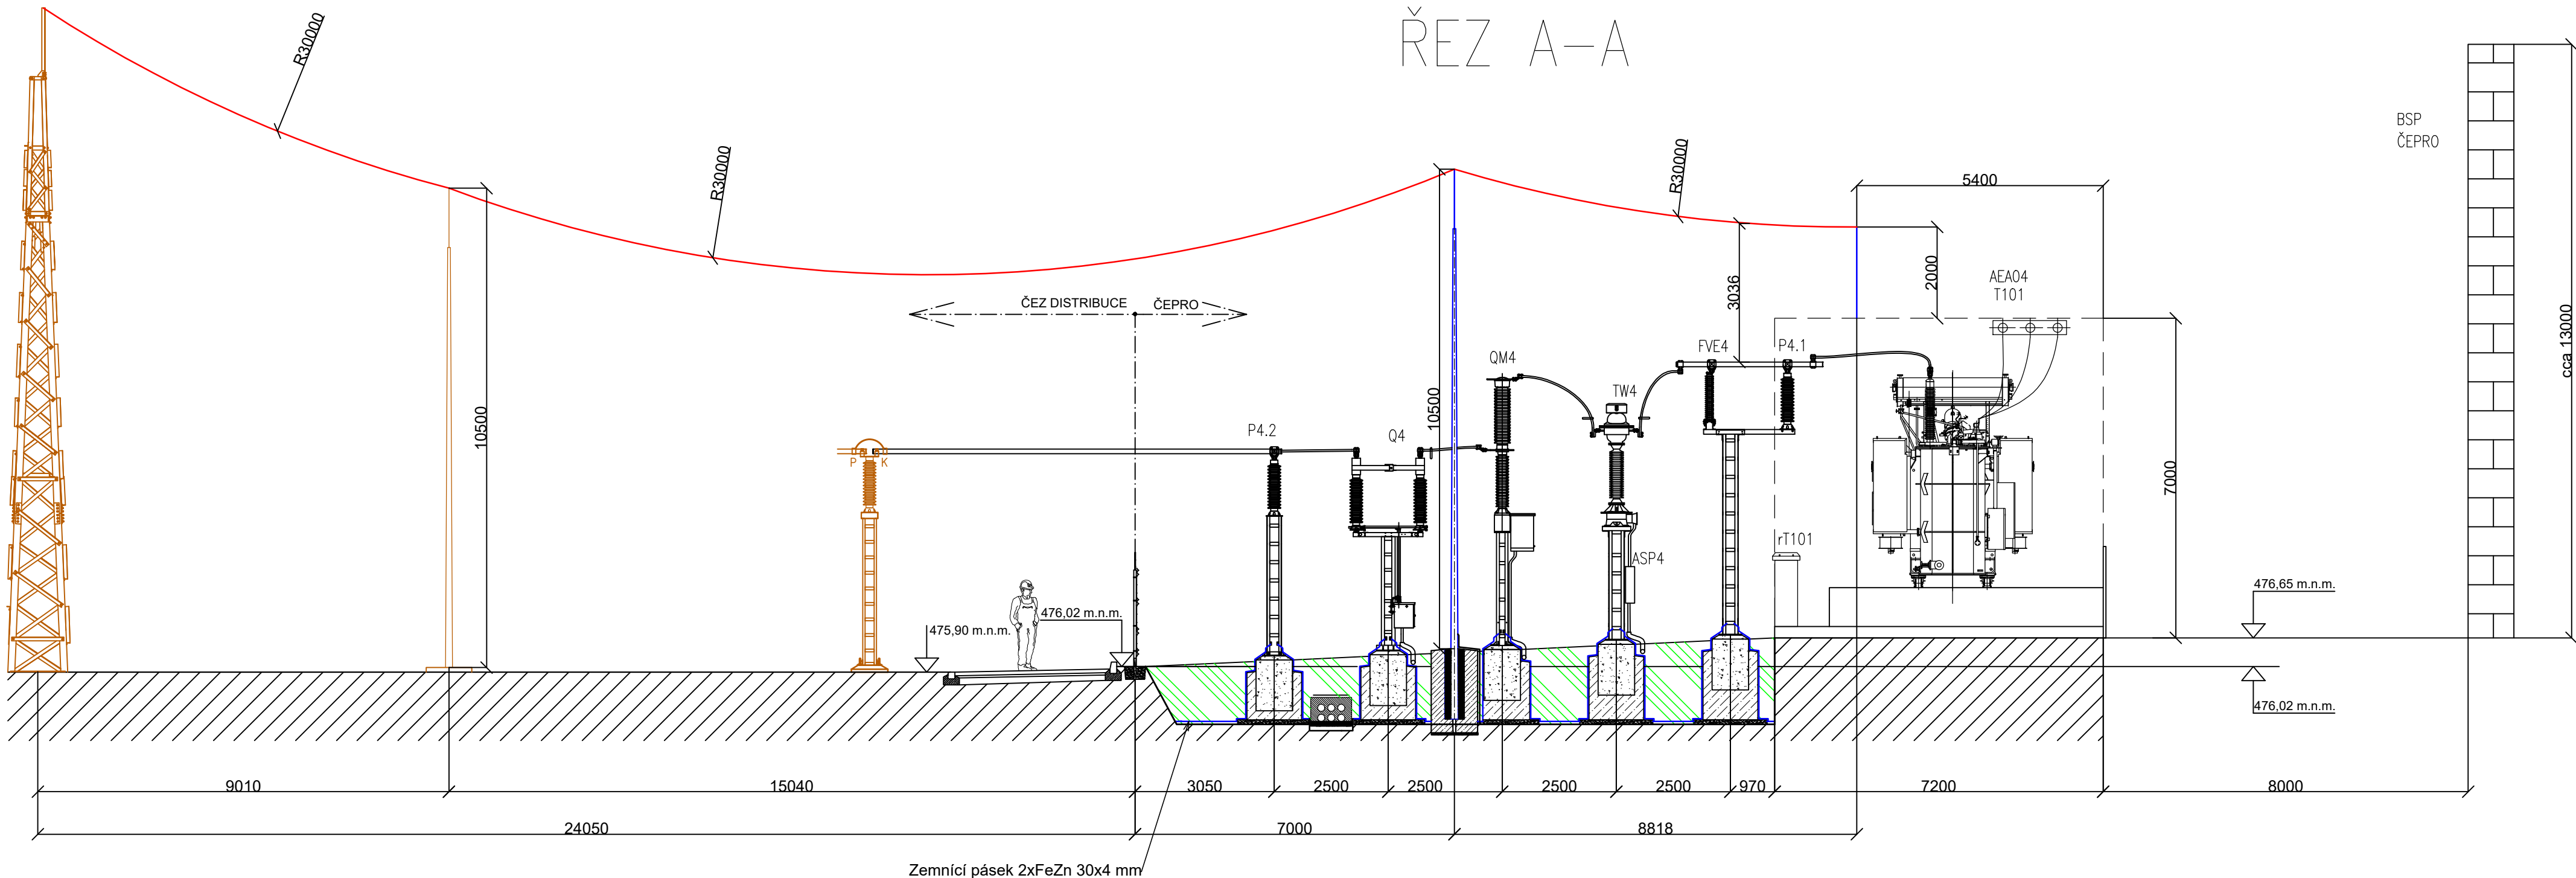 ŘEZ A-A
R30000
R30000
R30000
BSP
ČEPRO
5400
2000
3036
AEA04
T101
cca 13000
ČEZ DISTRIBUCE
ČEPRO
10500
10500
QM4
FVE4
P4.1
TW4
P4.2
Q4
P
K
7000
rT101
ASP4
476,65 m.n.m.
476,02 m.n.m.
475,90 m.n.m.
476,02 m.n.m.
9010
15040
3050
2500
2500
2500
2500
970
7200
8000
24050
7000
8818
Zemnící pásek 2xFeZn 30x4 mm